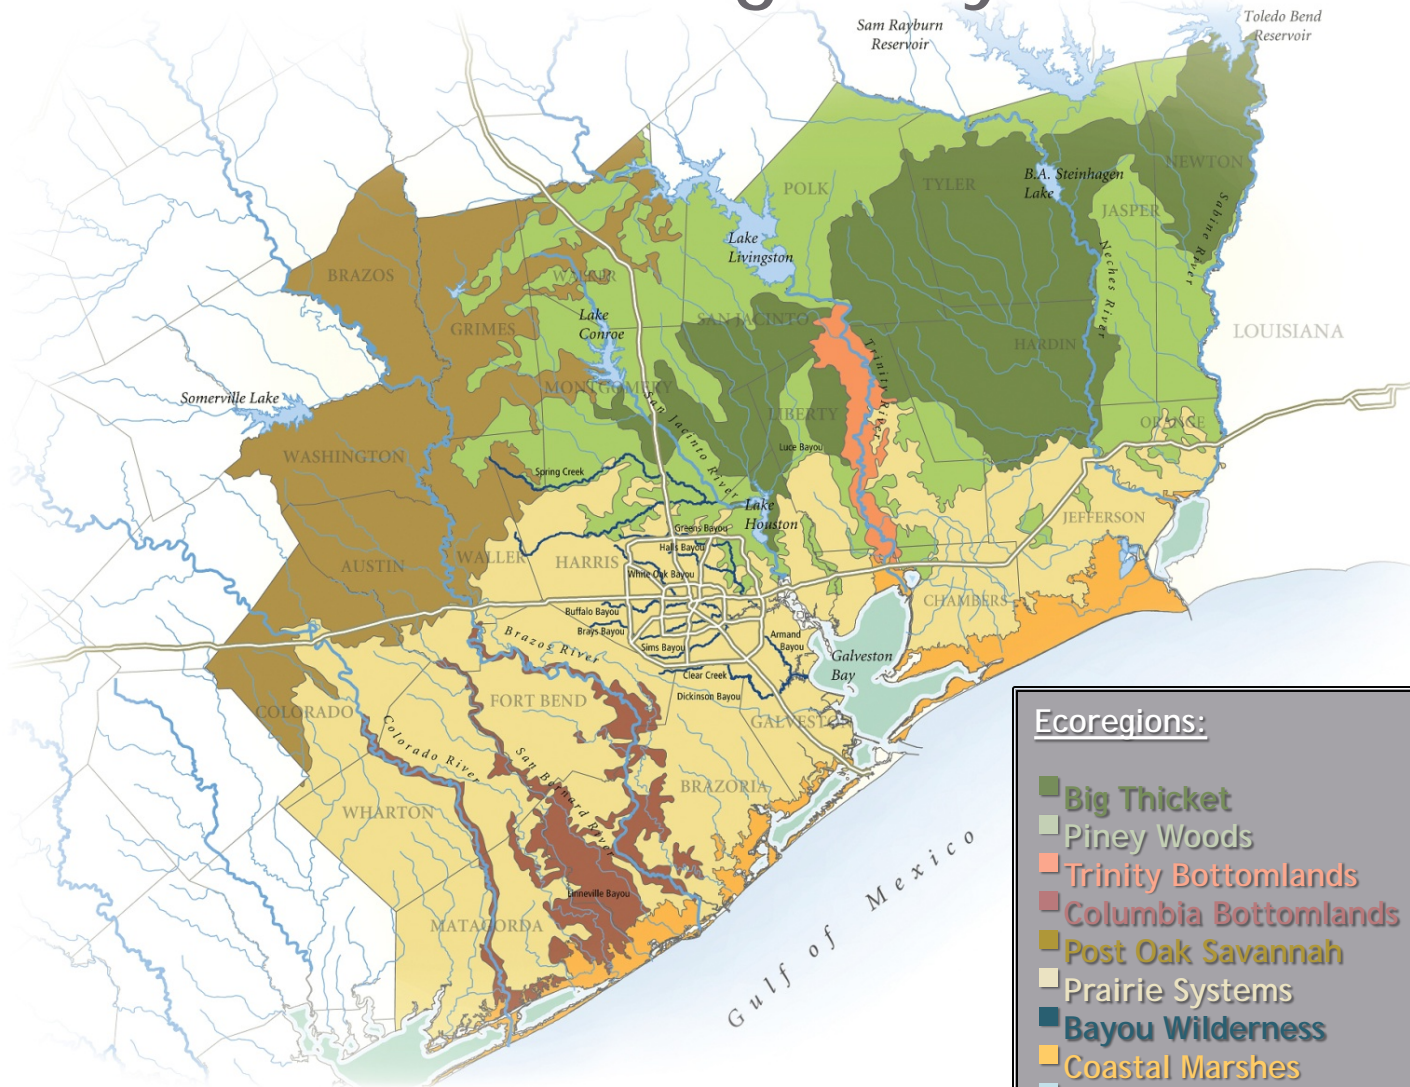 Sam Rayburn
Reservoir
Toledo Bend
Reservoir
B.A. Steinhagen
Lake
NEWTON
POLK
TYLER
JASPER
Sabine River
Neches River
Lake
Livingston
BRAZOS
WALKER
GRIMES
Lake
Conroe
SAN JACINTO
Trinity River
HARDIN
LOUISIANA
MONTGOMERY
San Jacinto River
Somerville Lake
LIBERTY
ORANGE
Luce Bayou
WASHINGTON
Spring Creek
Lake
Houston
JEFFERSON
Greens Bayou
Halls Bayou
WALLER
HARRIS
AUSTIN
White Oak Bayou
CHAMBERS
Buffalo Bayou
Brays Bayou
Armand
Bayou
Brazos River
Sims Bayou
Galveston
Bay
Clear Creek
Dickinson Bayou
FORT BEND
COLORADO
GALVESTON
Colorado River
San Bernard River
BRAZORIA
WHARTON
Linneville Bayou
MATAGORDA
Gulf of Mexico
Ecoregions:
Big Thicket
Piney Woods
Trinity Bottomlands
Columbia Bottomlands
Post Oak Savannah
Prairie Systems
Bayou Wilderness
Coastal Marshes